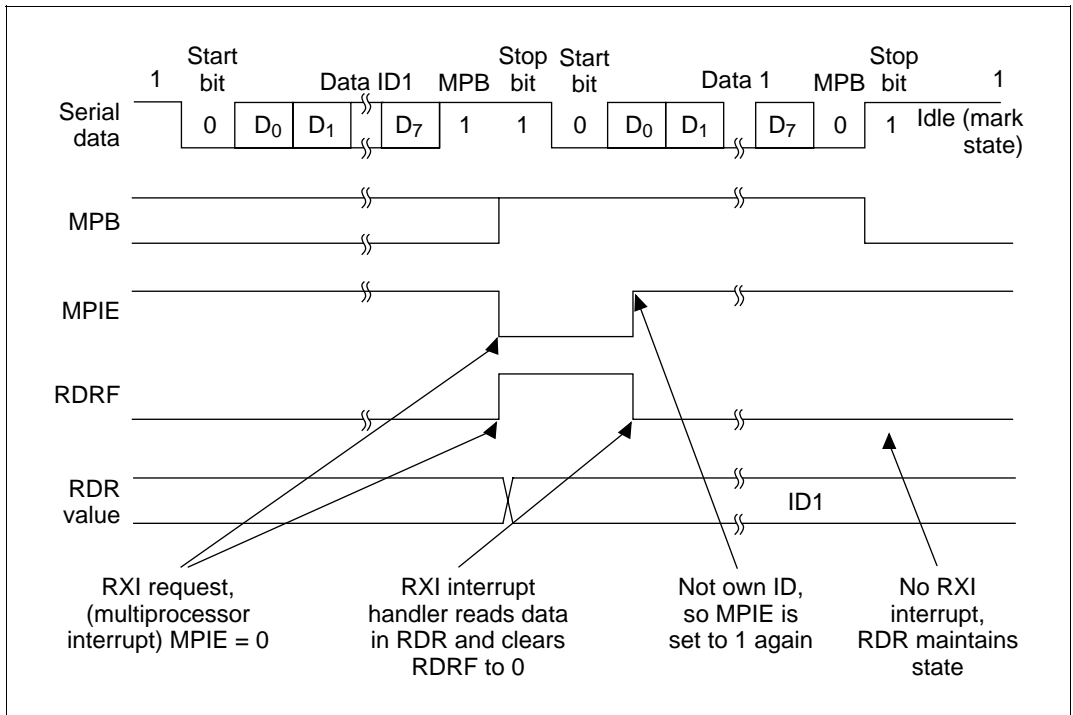 Start Stop Start Stop
1 bit Data ID1 MPB bit bit Data 1 MPB bit 1
Serial data 0 D0 D1 D7 1 1 0 D0 D1 D7 0 1 Idle (mark state)
MPB
MPIE
RDRF
RDR value ID1
RXI request,
(multiprocessor
interrupt) MPIE = 0
RXI interrupt
handler reads data
in RDR and clears
RDRF to 0
Not own ID,
so MPIE is
set to 1 again
No RXI
interrupt,
RDR maintains
state